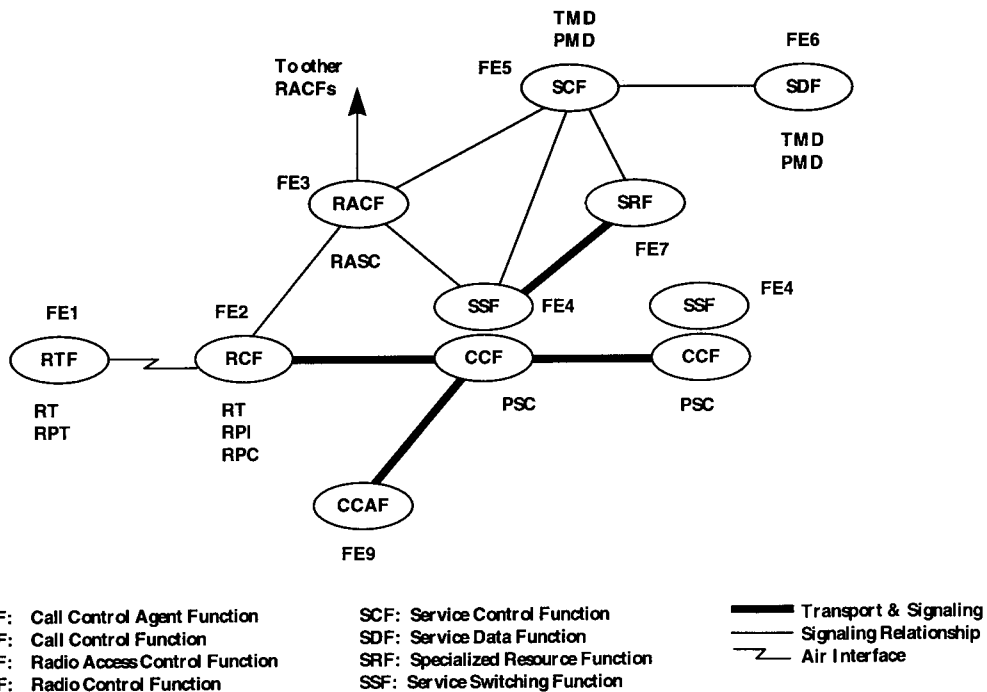 TMD
PMD
FE6
To other
RACFs
FE5
SCF
SDF
TMD
PMD
FE3
RACF
SRF
RASC
FE7
FE1
FE2
SSF
FE4
SSF
FE4
RTF
RCF
CCF
CCF
RT
RPT
RT
RPI
RPC
PSC
PSC
CCAF
FE9
F: Call Control Agent Function
F: Call Control Function
F: Radio Access Control Function
F: Radio Control Function
SCF: Service Control Function
SDF: Service Data Function
SRF: Specialized Resource Function
SSF: Service Switching Function
Transport & Signaling
Signaling Relationship
Air Interface